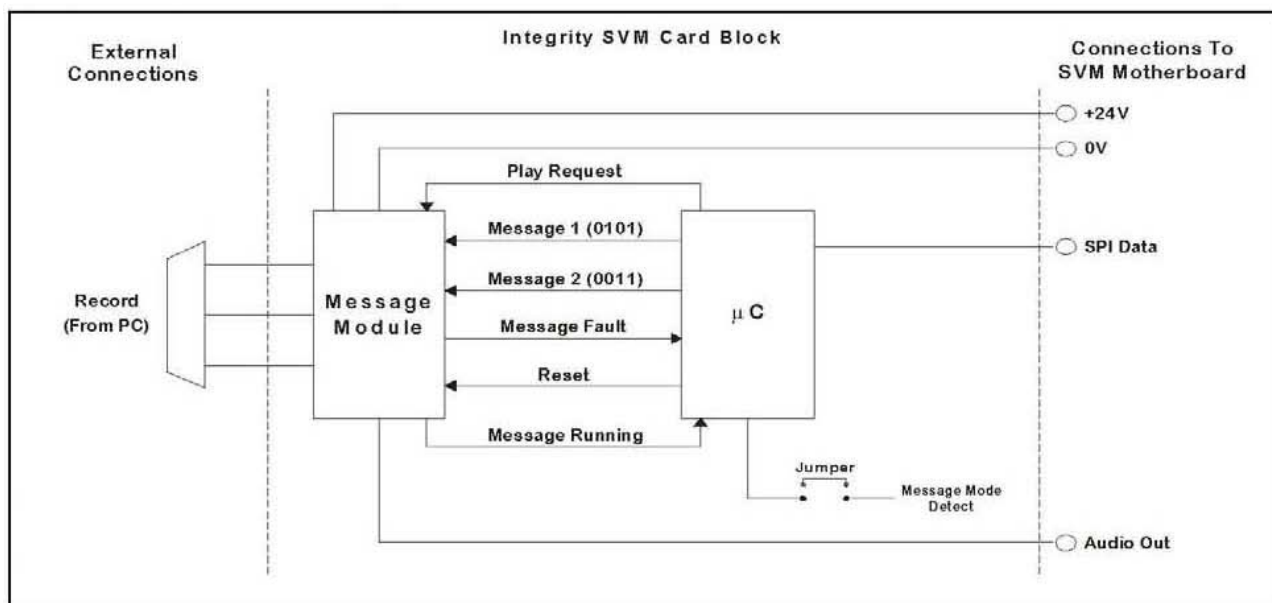 Integrity SVM Card Block
External
Connections
Connections To
SVM Motherboard
+24V
0V
Play Request
Message 1 (0101)
SPI Data
Message 2 (0011)
Record
(From PC)
Message
Module
μC
Message Fault
Reset
Message Running
Jumper
Message Mode
Detect
Audio Out